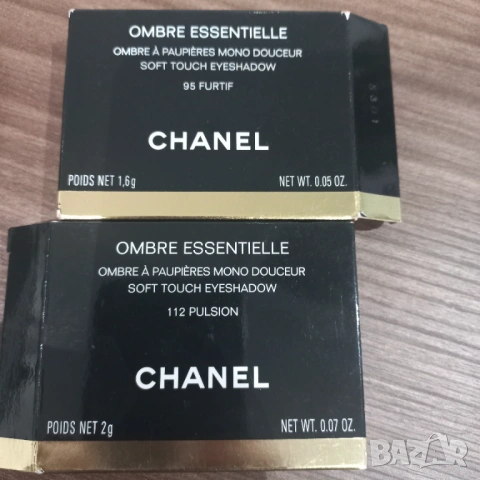 OMBRE ESSENTIELLE
OMBRE À PAUPIÈRES MONO DOUCEUR
SOFT TOUCH EYESHADOW
95 FURTIF
CHANEL
POIDS NET 1,6g NET WT. 0.05 OZ.
OMBRE ESSENTIELLE
OMBRE À PAUPIÈRES MONO DOUCEUR
SOFT TOUCH EYESHADOW
112 PULSION
CHANEL
POIDS NET 2g NET WT. 0.07 OZ.
BAZAR